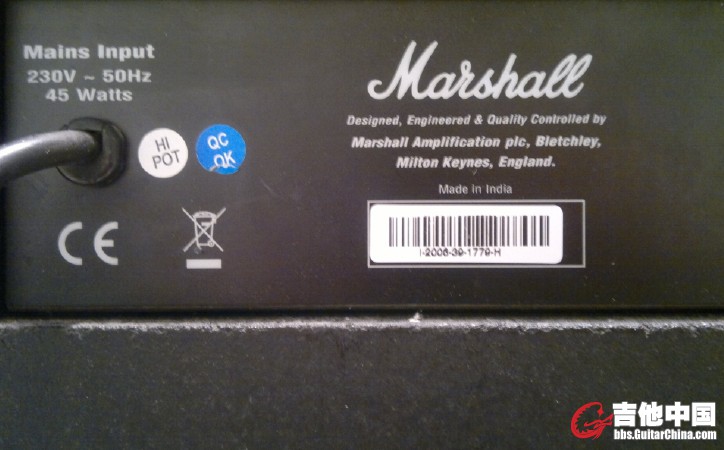 Mains Input
230V ~ 50Hz
45 Watts
HI
POT
QC
OK
CE
Marshall
Designed, Engineered & Quality Controlled by
Marshall Amplification plc, Bletchley,
Milton Keynes, England.
Made in India
I-2006-39-1779-H
吉他中国
bbs.GuitarChina.com